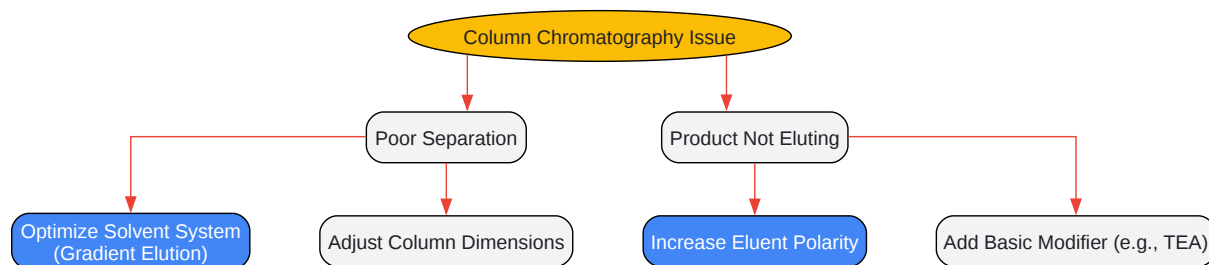 Column Chromatography Issue
Poor Separation
Product Not Eluting
Optimize Solvent System
(Gradient Elution)
Adjust Column Dimensions
Increase Eluent Polarity
Add Basic Modifier (e.g., TEA)